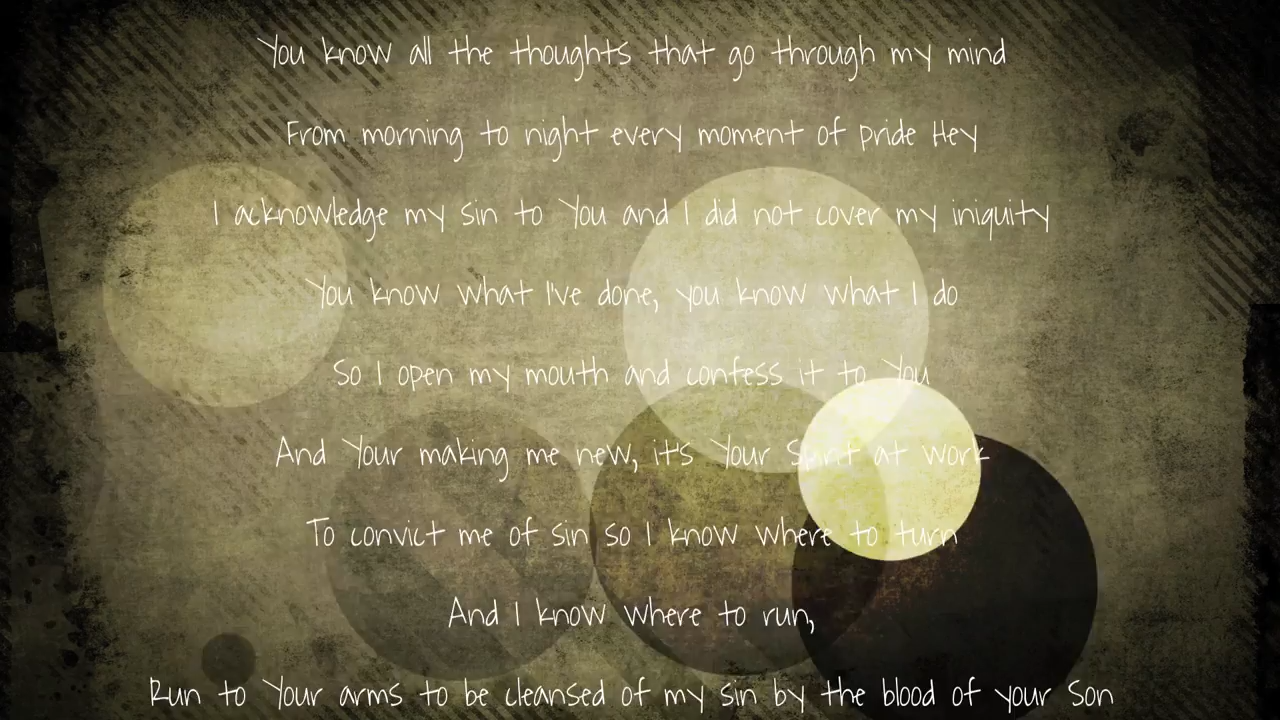 You know all the thoughts that go through my mind
From morning to night every moment of pride Hey
I acknowledge my sin to You and I did not cover my iniquity
You know what I've done, you know what I do
So I open my mouth and confess it to You
And Your making me new, it's Your Spirit at work
To convict me of sin so I know where to turn
And I know where to run,
Run to Your arms to be cleansed of my sin by the blood of your Son